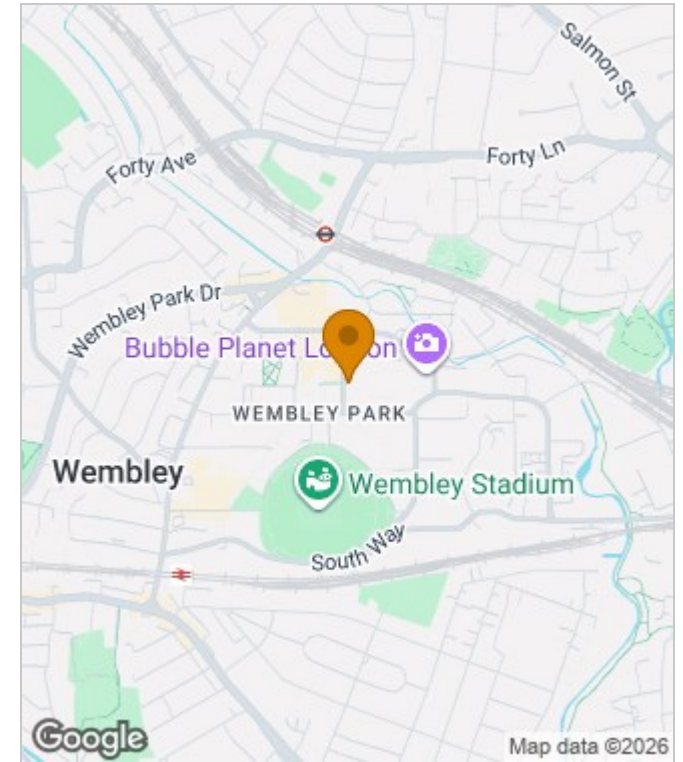 Salmon St
Forty Ave
Forty Ln
Wembley Park Dr
Bubble Planet L on
WEMBLEY PARK
Wembley
Wembley Stadium
South Way
Google
Map data ©2026